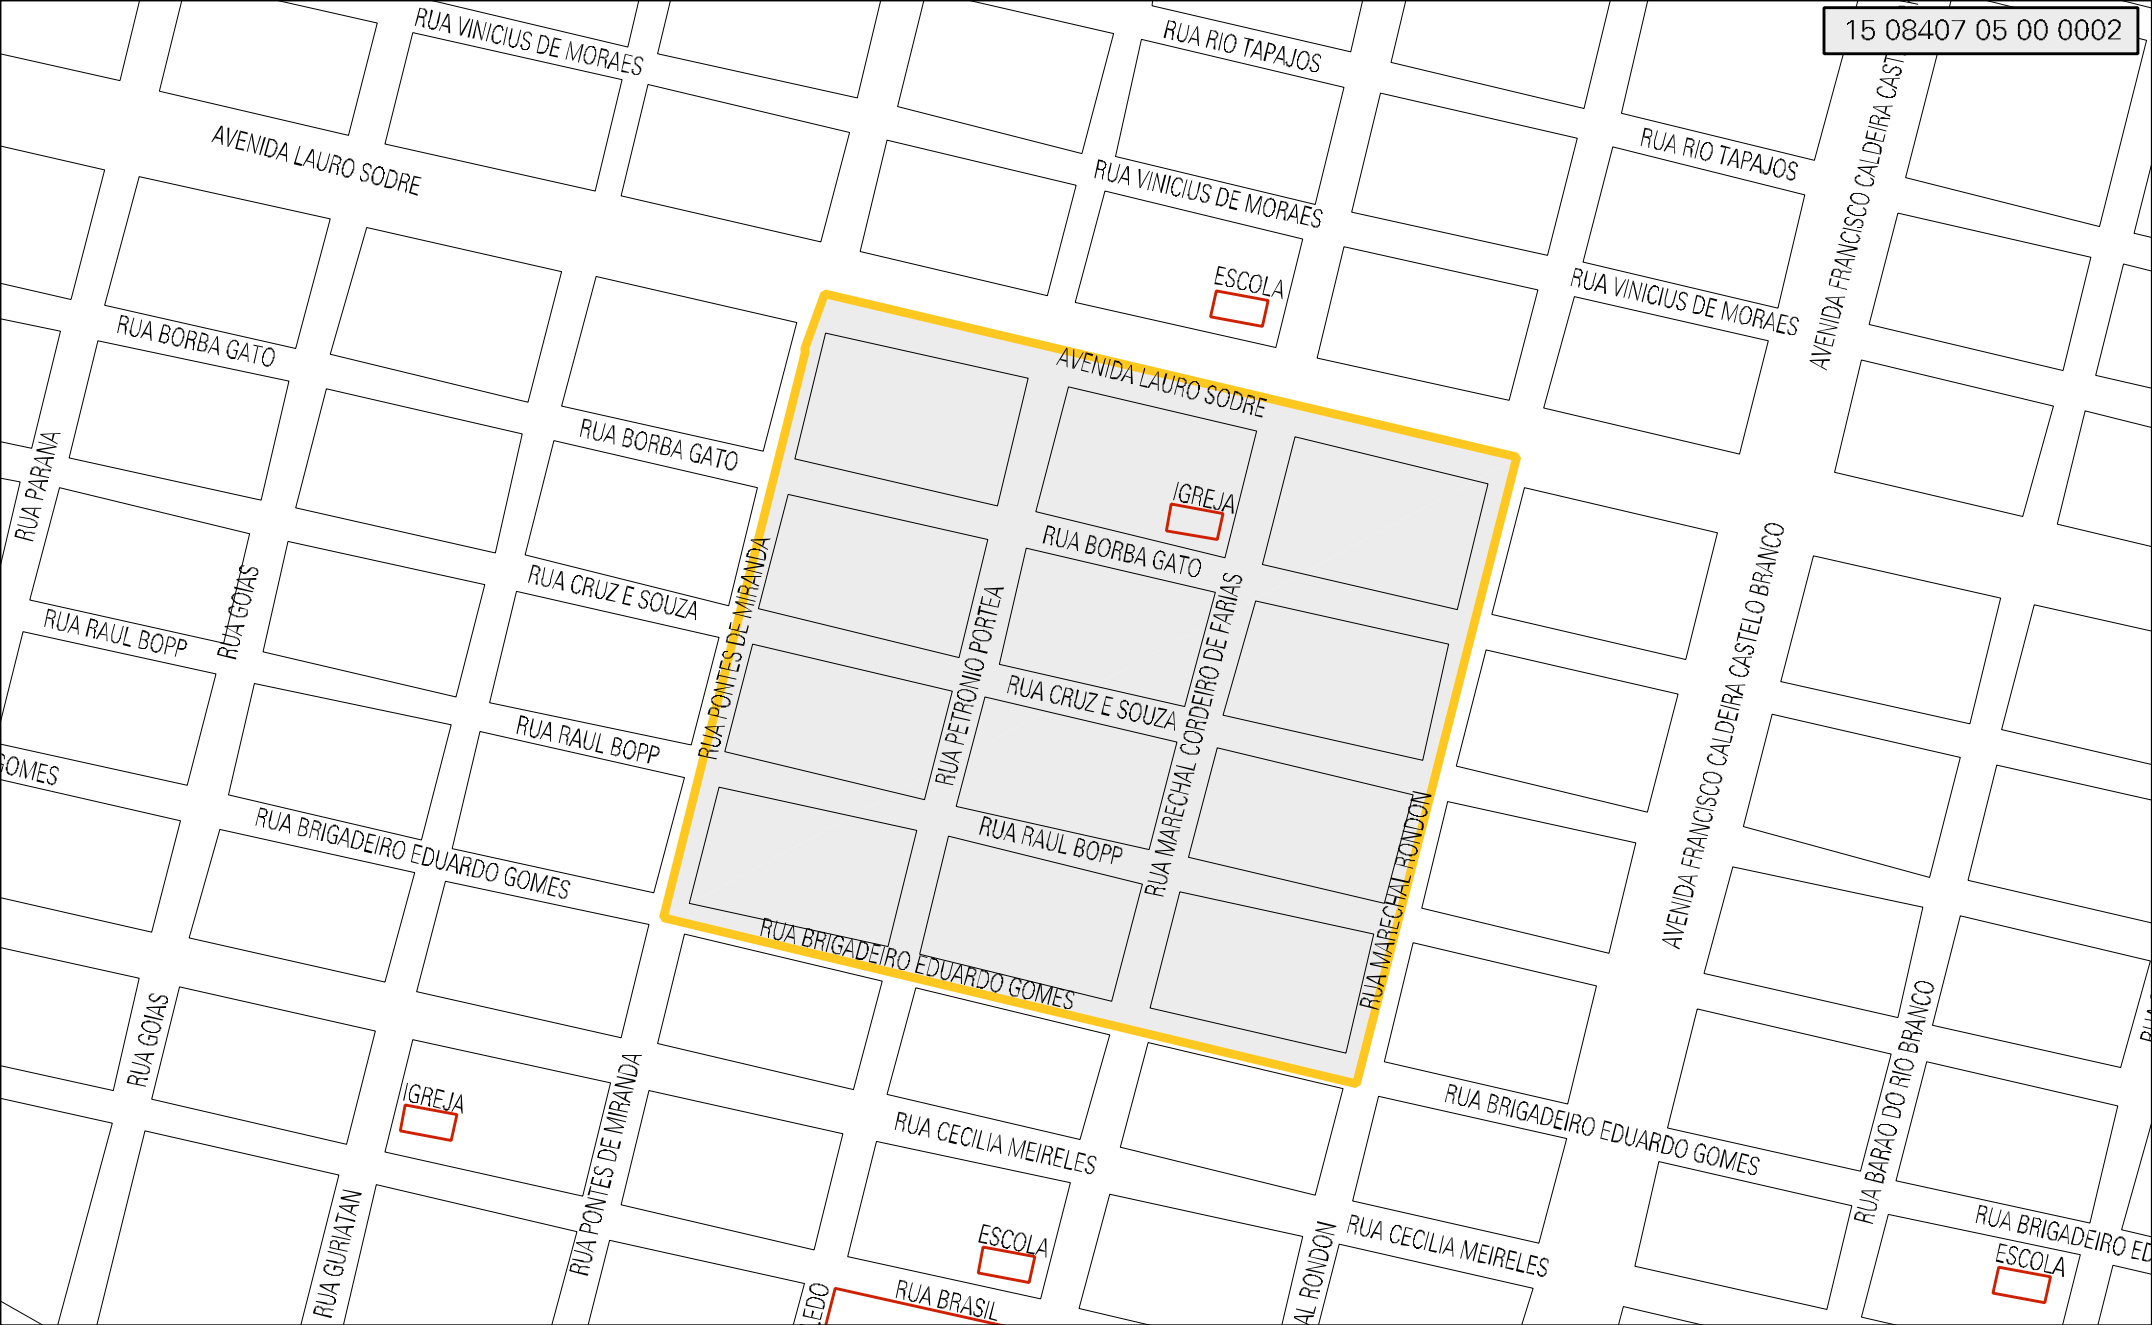 RUA VINICIUS DE MORAES
RUA RIO TAPAJOS
15 08407 05 00 0002
AVENIDA FRANCISCO CALDEIRA CAST
AVENIDA LAURO SODRE
RUA RIO TAPAJOS
RUA VINICIUS DE MORAES
ESCOLA
RUA VINICIUS DE MORAES
RUA BORBA GATO
AVENIDA LAURO SODRE
RUA BORBA GATO
RUA PARANA
IGREJA
RUA BORBA GATO
RUA CRUZ E SOUZA
RUA GOIAS
RUA PONTES DE MIRANDA
RUA PETRONIO PORTEA
RUA MARECHAL CORDEIRO DE FARIAS
AVENIDA FRANCISCO CALDEIRA CASTELO BRANCO
RUA RAUL BOPP
RUA CRUZ E SOUZA
RUA RAUL BOPP
GOMES
RUA BRIGADEIRO EDUARDO GOMES
RUA RAUL BOPP
RUA MARECHAL RONDON
RUA BRIGADEIRO EDUARDO GOMES
RUA GOIAS
RUA BARAO DO RIO BRANCO
RUA
IGREJA
RUA PONTES DE MIRANDA
RUA CECILIA MEIRELES
RUA BRIGADEIRO EDUARDO GOMES
RUA GURIATAN
ESCOLA
RUA CECILIA MEIRELES
RUA BRIGADEIRO ED
ESCOLA
LEDO
RUA BRASIL
AL RONDON